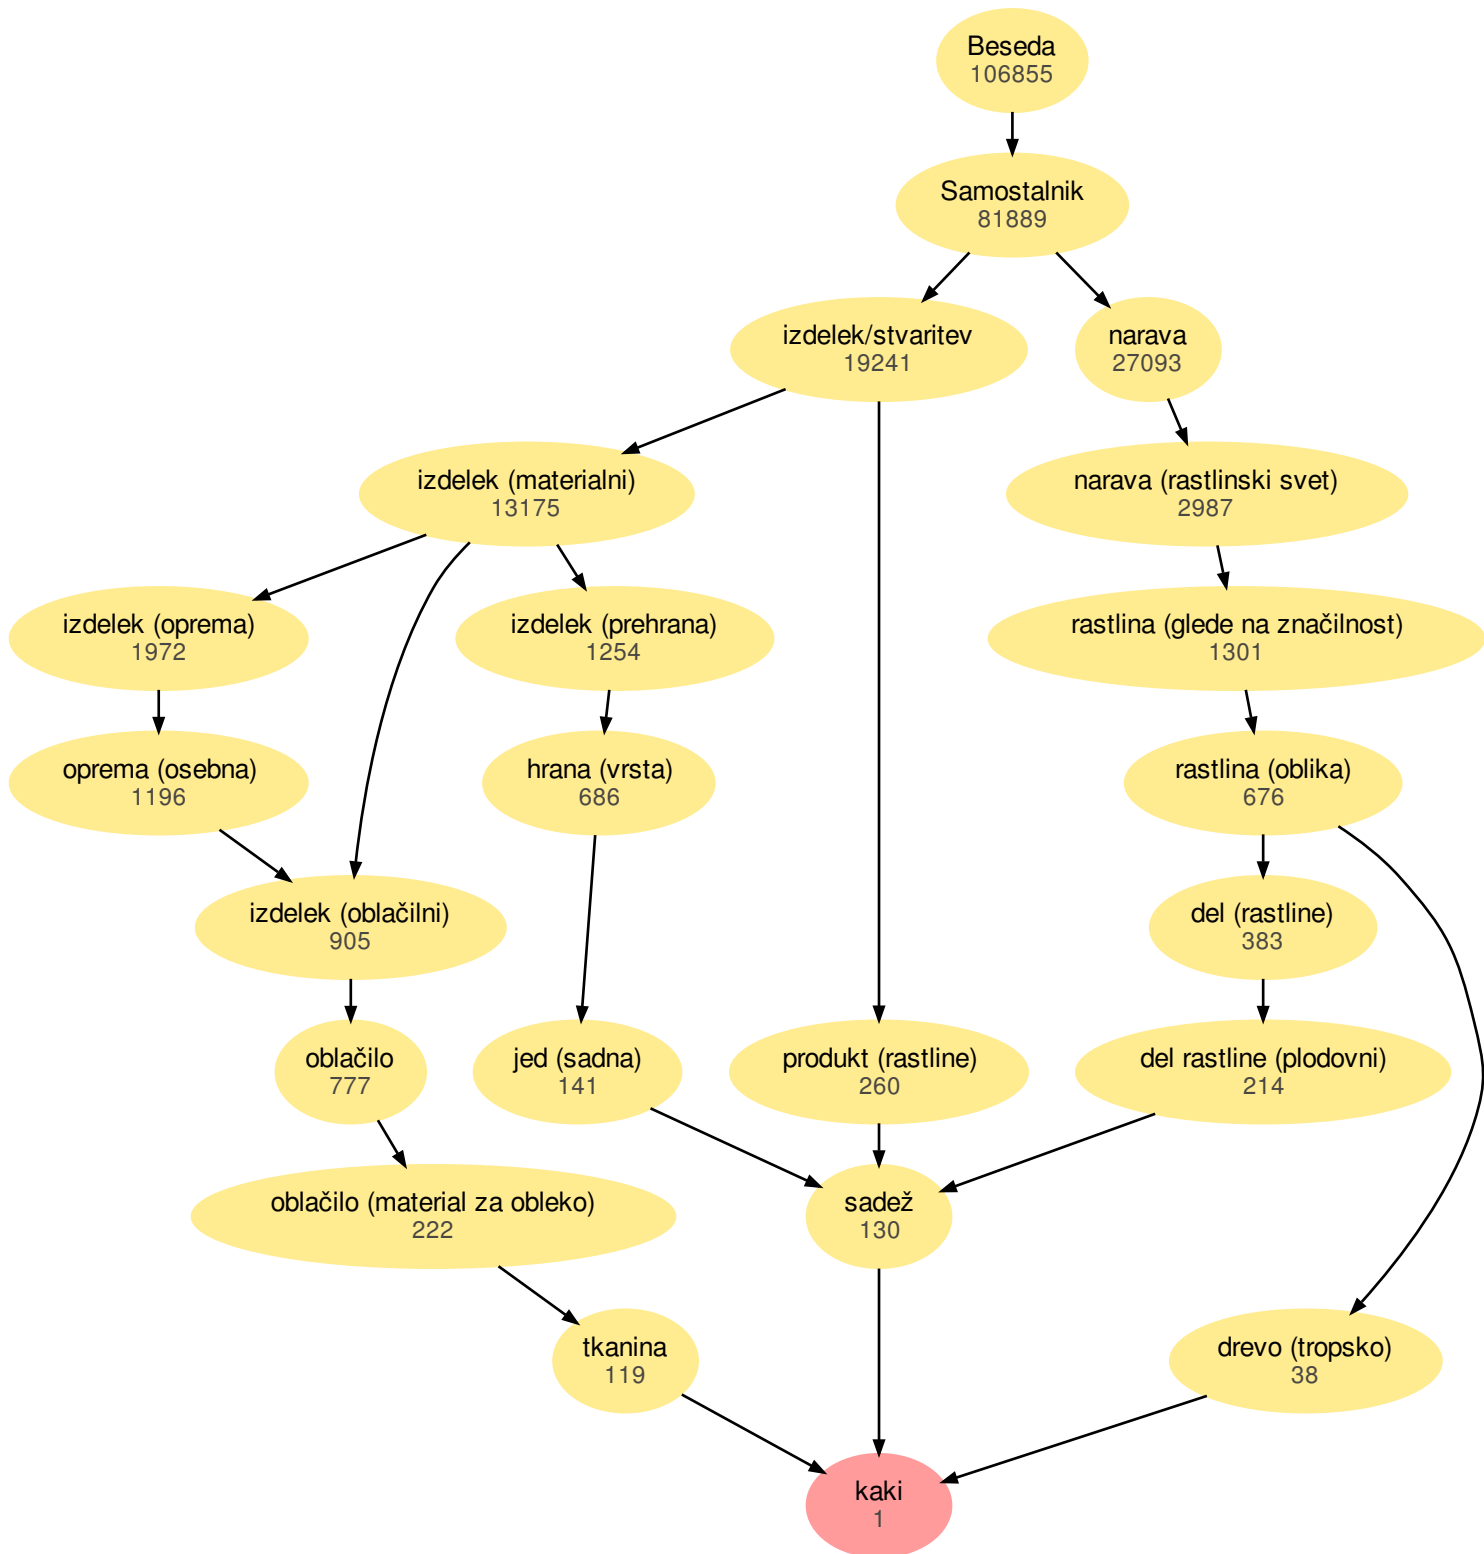 Beseda
106855
Samostalnik
81889
izdelek/stvaritev
19241
narava
27093
izdelek (materialni)
13175
narava (rastlinski svet)
2987
izdelek (oprema)
1972
izdelek (prehrana)
1254
rastlina (glede na značilnost)
1301
oprema (osebna)
1196
hrana (vrsta)
686
rastlina (oblika)
676
izdelek (oblačilni)
905
del (rastline)
383
oblačilo
777
jed (sadna)
141
produkt (rastline)
260
del rastline (plodovni)
214
oblačilo (material za obleko)
222
sadež
130
tkanina
119
drevo (tropsko)
38
kaki
1